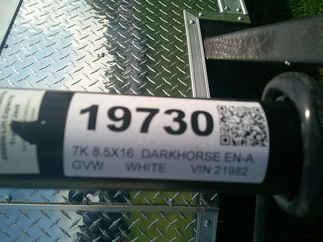 19730
7K 8.5X16 DARKHORSE EN-A
GVW WHITE VIN 21982